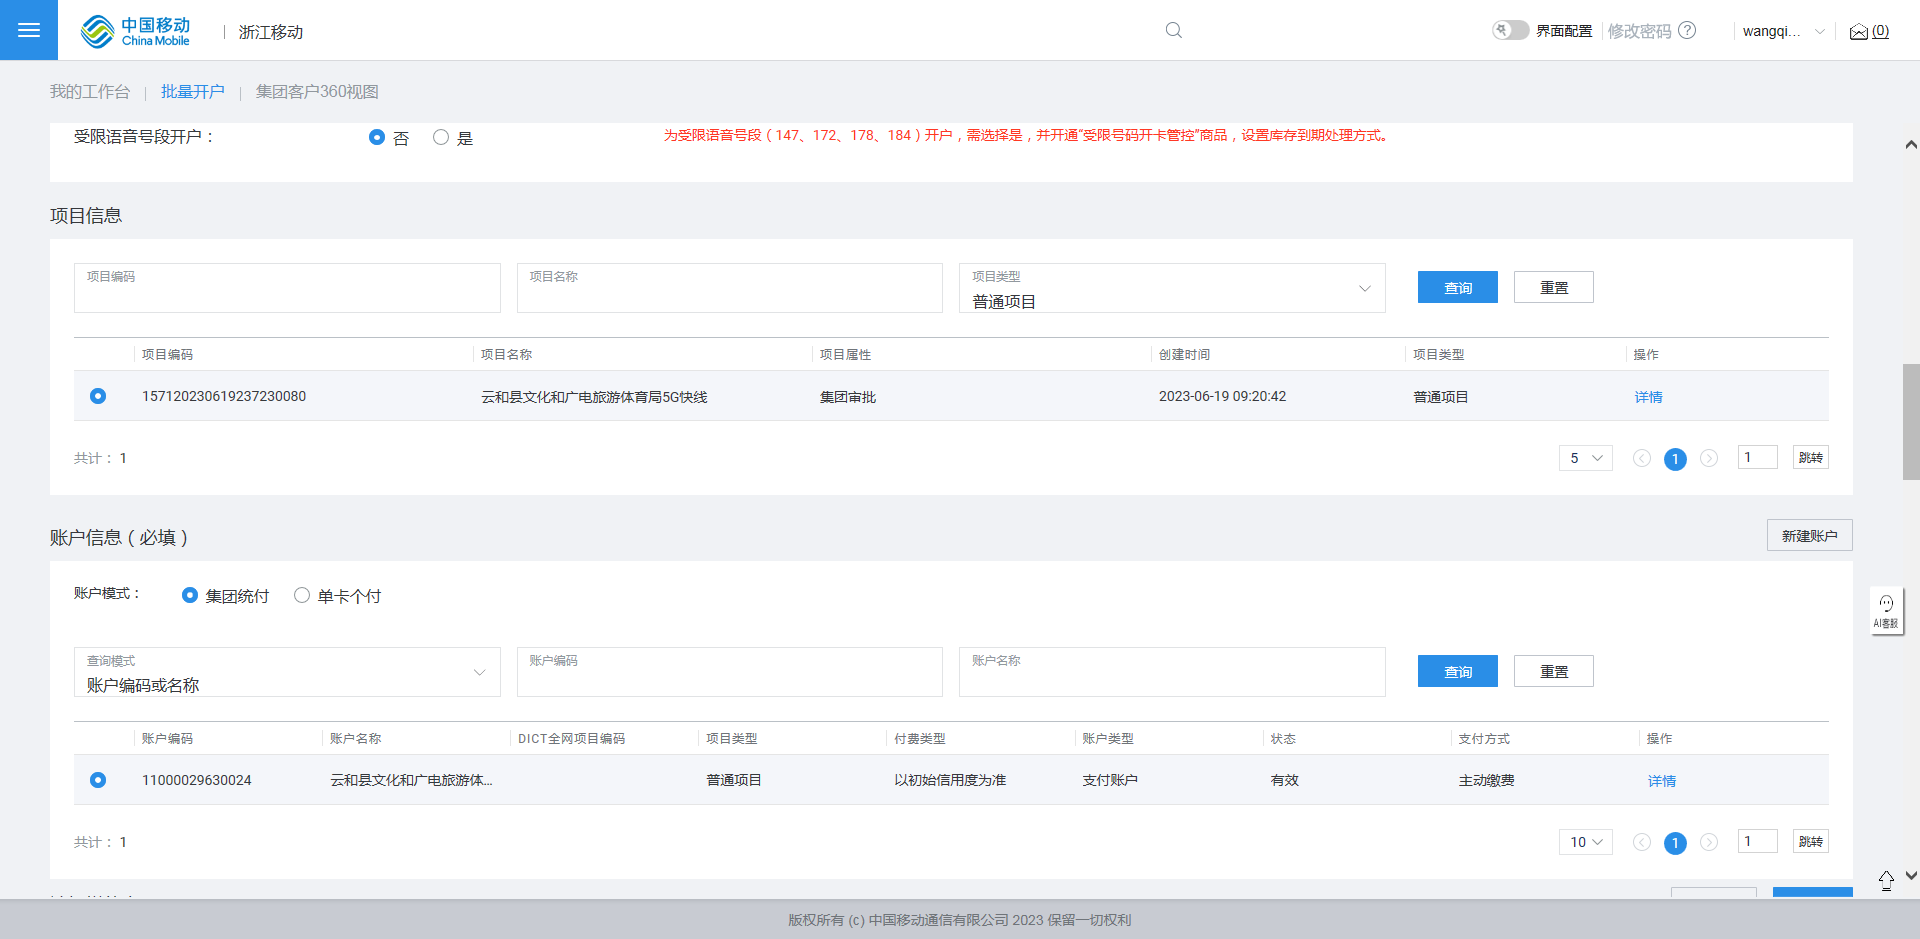 中国移动
China Mobile
浙江移动
界面配置
修改密码
?
wangqi...
(0)
我的工作台
批量开户
集团客户360视图
受限语音号段开户：
否
是
为受限语音号段（147、172、178、184）开户，需选择是，并开通“受限号码开卡管控”商品，设置库存到期处理方式。
项目信息
项目编码
项目名称
项目类型
普通项目
查询
重置
项目编码 项目名称 项目属性 创建时间 项目类型 操作
157120230619237230080 云和县文化和广电旅游体育局5G快线 集团审批 2023-06-19 09:20:42 普通项目 详情
共计： 1
5
1
1
跳转
账户信息（必填）
新建账户
账户模式：
集团统付
单卡个付
查询模式
账户编码或名称
账户编码
账户名称
查询
重置
账户编码 账户名称 DICT全网项目编码 项目类型 付费类型 账户类型 状态 支付方式 操作
11000029630024 云和县文化和广电旅游体... 普通项目 以初始信用度为准 支付账户 有效 主动缴费 详情
共计： 1
10
1
1
跳转
AI客服
版权所有 (c) 中国移动通信有限公司 2023 保留一切权利